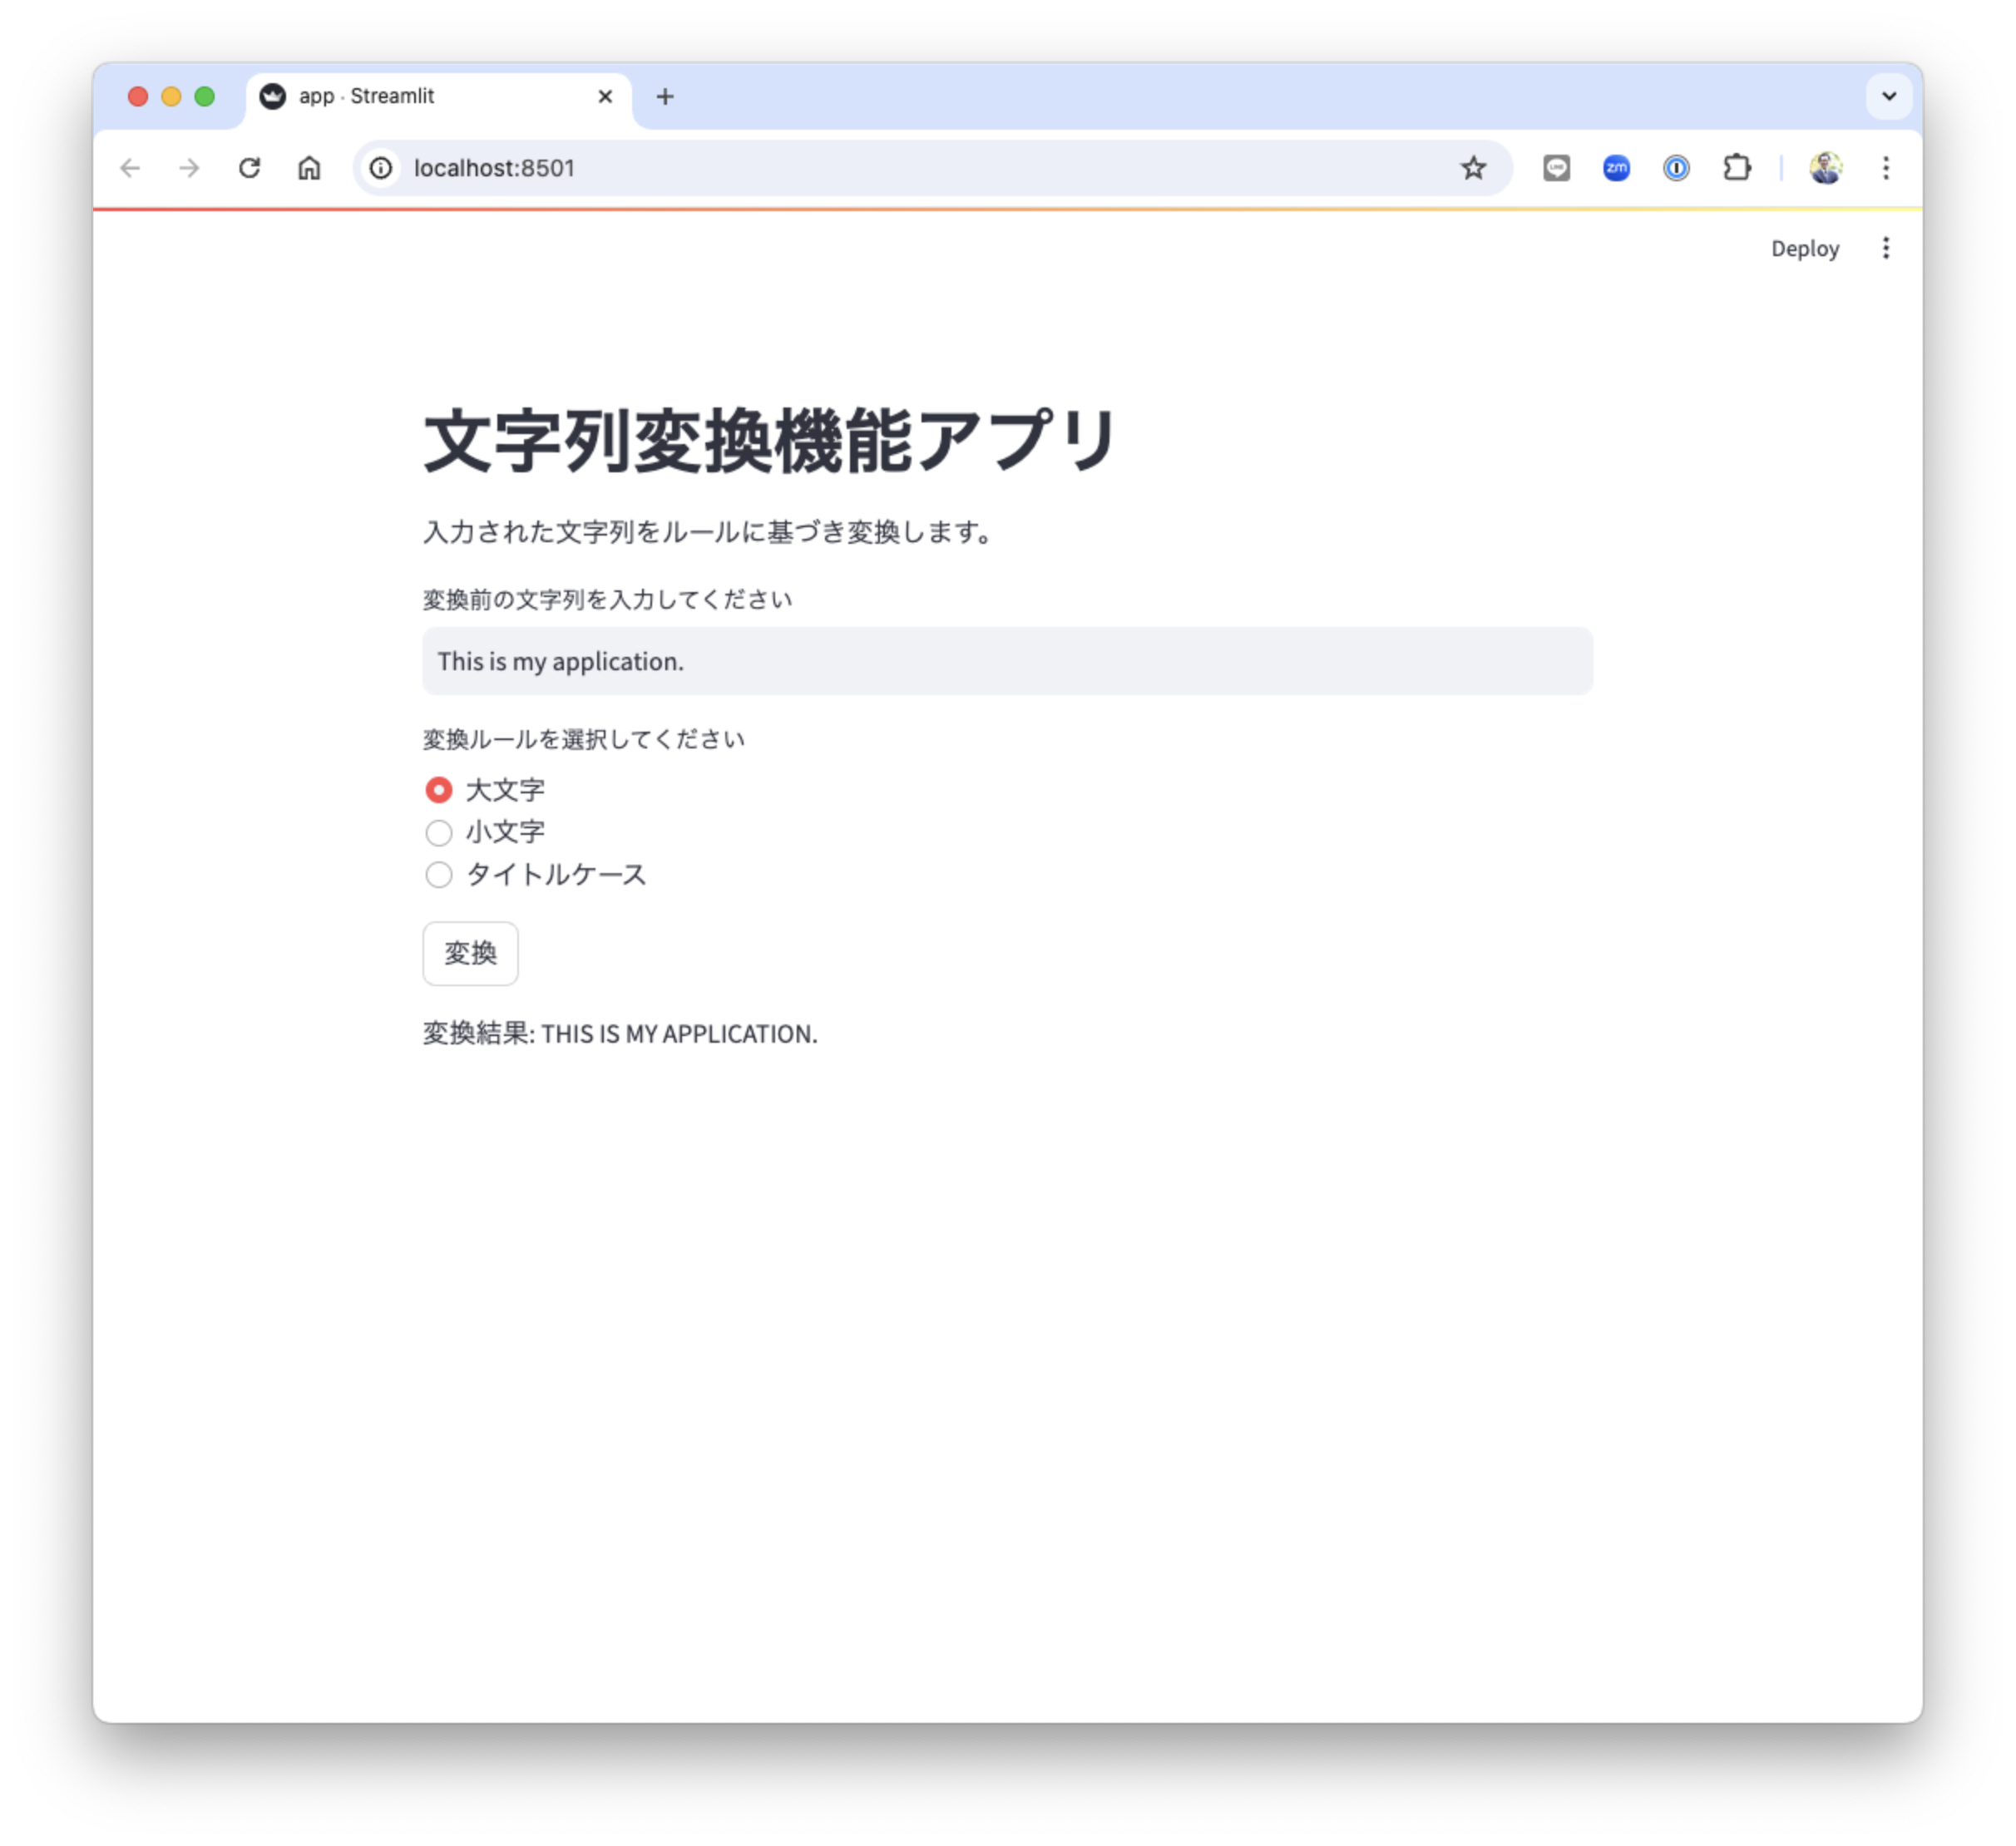 app · Streamlit
localhost:8501
LINE
zm
Deploy
文字列変換機能アプリ
入力された文字列をルールに基づき変換します。
変換前の文字列を入力してください
This is my application.
変換ルールを選択してください
大文字
小文字
タイトルケース
変換
変換結果: THIS IS MY APPLICATION.